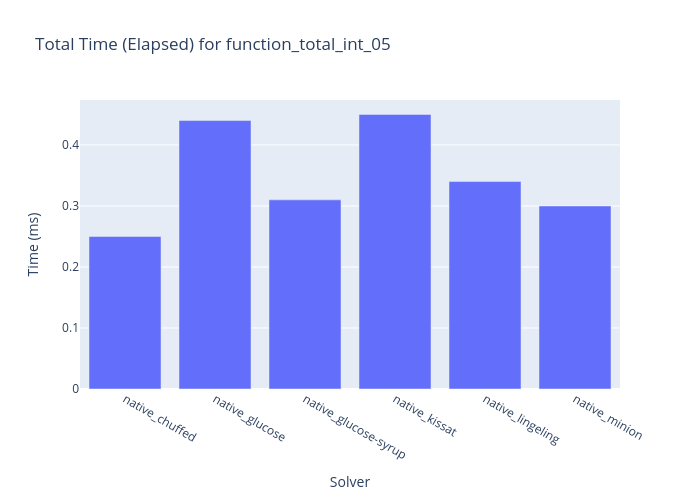 Total Time (Elapsed) for function_total_int_05
Time (ms)
0.4
0.3
0.2
0.1
0
native_chuffed
native_glucose
native_glucose-syrup
native_kissat
native_lingeling
native_minion
Solver